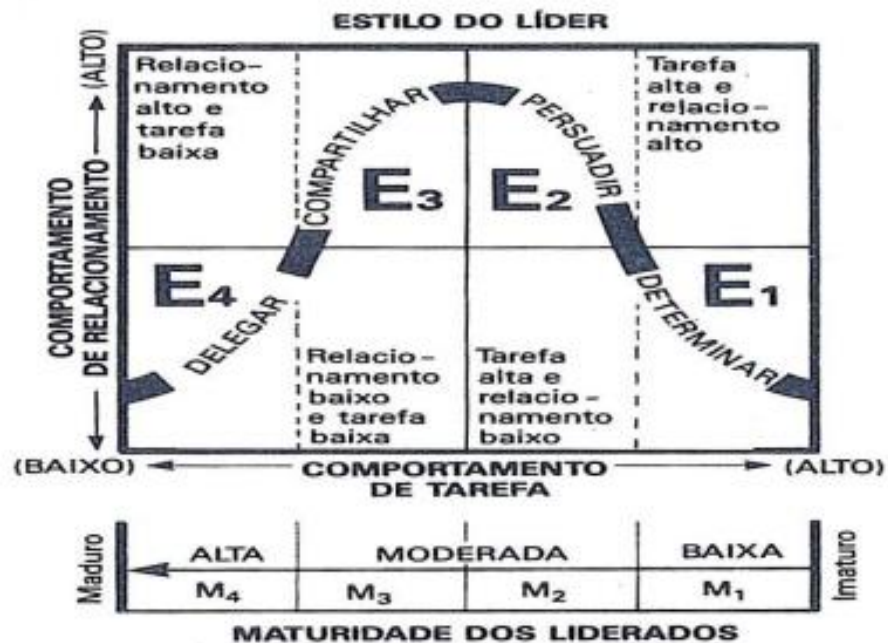 ESTILO DO LÍDER
COMPORTAMENTO
DE RELACIONAMENTO
(ALTO)
Relacio-
namento
alto e
tarefa
baixa
COMPARTILHAR
PERSUADIR
Tarefa
alta e
relacio-
namento
alto
E3
E2
E4
E1
DELEGAR
DETERMINAR
Relacio-
namento
baixo
e tarefa
baixa
Tarefa
alta e
relacio-
namento
baixo
(BAIXO)
COMPORTAMENTO
DE TAREFA
(ALTO)
Maduro
ALTA
MODERADA
BAIXA
Imaturo
M4
M3
M2
M1
MATURIDADE DOS LIDERADOS